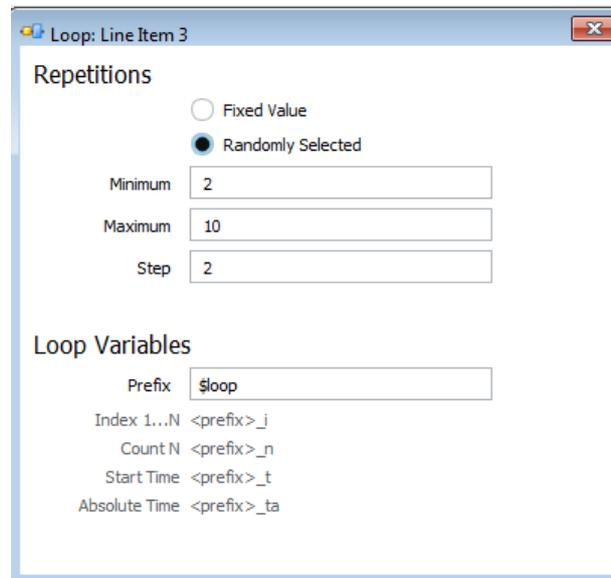 Loop: Line Item 3
Repetitions
Fixed Value
Randomly Selected
Minimum 2
Maximum 10
Step 2
Loop Variables
Prefix $loop
Index 1...N <prefix>_i
Count N <prefix>_n
Start Time <prefix>_t
Absolute Time <prefix>_ta